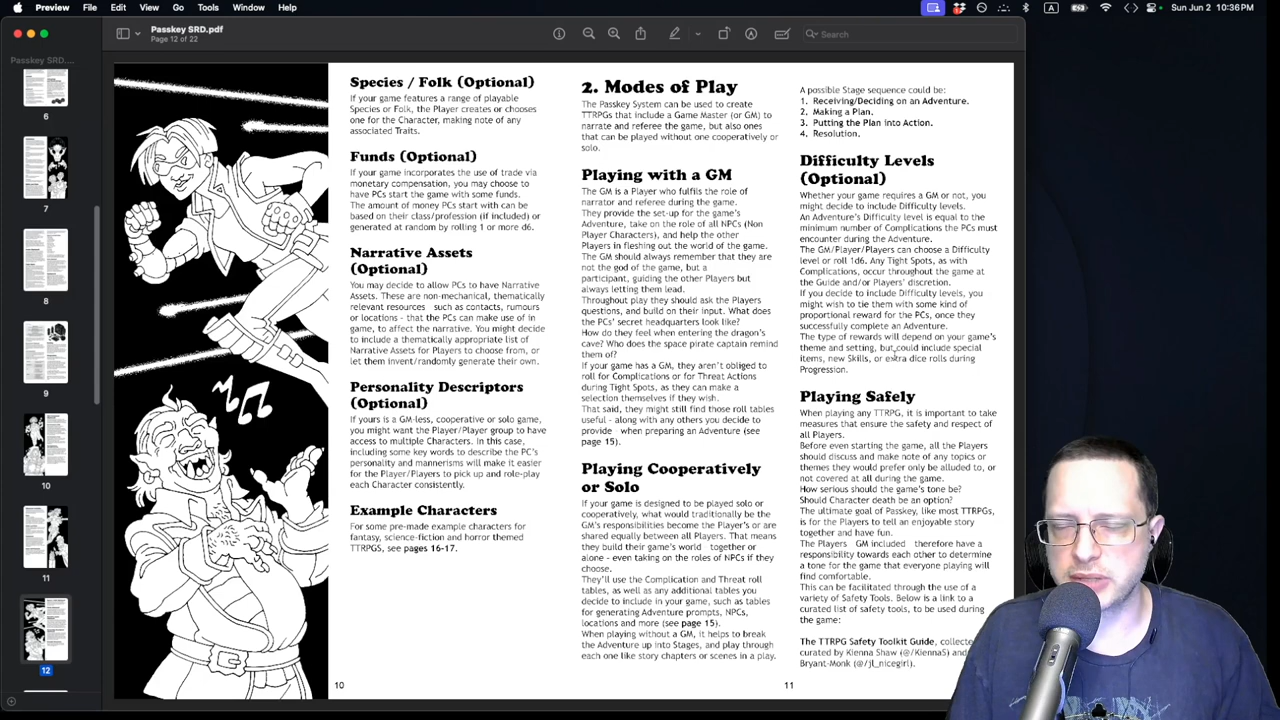 Preview File Edit View Go Tools Window Help
A
Sun Jun 2 10:36 PM
Passkey SRD.pdf
Page 12 of 22
Search
Passkey SRD....
6
7
8
9
10
11
12
Species / Folk (Optional)
If your game features a range of playable
Species or Folk, the Player creates or chooses
one for the Character, making note of any
associated Traits.
Funds (Optional)
If your game incorporates the use of trade via
monetary compensation, you may choose to
have PCs start the game with some funds.
The amount of money PCs start with can be
based on their class/profession (if included) or
generated at random by rolling 1 or more d6.
Narrative Assets
(Optional)
You may decide to allow PCs to have Narrative
Assets. These are non-mechanical, thematically
relevant resources such as contacts, rumours
or locations - that the PCs can make use of in
game, to affect the narrative. You might decide
to include a thematically appropriate list of
Narrative Assets for Players to choose from, or
let them invent/randomly generate their own.
Personality Descriptors
(Optional)
If yours is a GM-less, cooperative or solo game,
you might want the Player/Player group to have
access to multiple Characters. In this case,
including some key words to describe the PC's
personality and mannerisms will make it easier
for the Player/Players to pick up and role-play
each Character consistently.
Example Characters
For some pre-made example characters for
fantasy, science-fiction and horror themed
TTRPGS, see pages 16-17.
10
2. Modes of Play
The Passkey System can be used to create
TTRPGs that include a Game Master (or GM) to
narrate and referee the game, but also ones
that can be played without one cooperatively or
solo.
Playing with a GM
The GM is a Player who fulfils the role of
narrator and referee during the game.
They provide the set-up for the game's
Adventure, take on the role of all NPCs (Non
Player Characters), and help the other
Players in fleshing out the world of the game.
The GM should always remember that they are
not the god of the game, but a
participant, guiding the other Players but
always letting them lead.
Throughout play they should ask the Players
questions, and build on their input. What does
the PCs' secret headquarters look like?
How do they feel when entering the dragon's
cave? Who does the space pirate captain remind
them of?
If your game has a GM, they aren't obliged to
roll for Complications or for Threat Actions
during Tight Spots, as they can make a
selection themselves if they wish.
That said, they might still find those roll tables
useful - along with any others you decide to
provide - when preparing an Adventure (see
page 15).
Playing Cooperatively
or Solo
If your game is designed to be played solo or
cooperatively, what would traditionally be the
GM's responsibilities become the Player's or are
shared equally between all Players. That means
they build their game's world together or
alone - even taking on the roles of NPCs if they
choose.
They'll use the Complication and Threat roll
tables, as well as any additional tables you
decide to include in your game, such as tables
for generating Adventure prompts, NPCs,
locations and more (see page 15).
When playing without a GM, it helps to break
the Adventure up into Stages, and play through
each one like story chapters or scenes in a play.
A possible Stage sequence could be:
1. Receiving/Deciding on an Adventure.
2. Making a Plan.
3. Putting the Plan into Action.
4. Resolution.
Difficulty Levels
(Optional)
Whether your game requires a GM or not, you
might decide to include Difficulty levels.
An Adventure's Difficulty level is equal to the
minimum number of Complications the PCs must
encounter during the Adventure.
The GM/Player/Players can choose a Difficulty
level or roll 1d6. Any Tight Spots, as with
Complications, occur throughout the game at
the Guide and/or Players' discretion.
If you decide to include Difficulty levels, you
might wish to tie them with some kind of
proportional reward for the PCs, once they
successfully complete an Adventure.
The type of rewards will depend on your game's
theme and setting, but could include special
items, new Skills, or extra dice rolls during
Progression.
Playing Safely
When playing any TTRPG, it is important to take
measures that ensure the safety and respect of
all Players.
Before even starting the game, all the Players
should discuss and make note of any topics or
themes they would prefer only be alluded to, or
not covered at all during the game.
How serious should the game's tone be?
Should Character death be an option?
The ultimate goal of Passkey, like most TTRPGs,
is for the Players to tell an enjoyable story
together and have fun.
The Players GM included therefore have a
responsibility towards each other to determine
a tone for the game that everyone playing will
find comfortable.
This can be facilitated through the use of a
variety of Safety Tools. Below is a link to a
curated list of safety tools, to be used during
the game:
The TTRPG Safety Toolkit Guide, collecte
curated by Kienna Shaw (@/KiennaS) and
Bryant-Monk (@/jl_nicegirl).
11